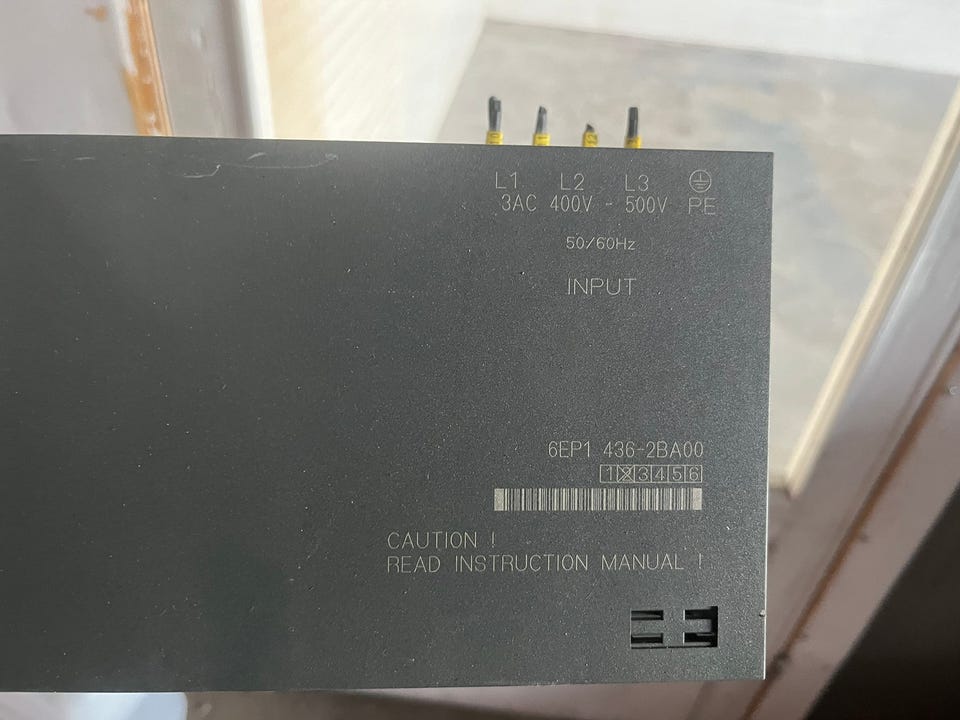 L1 L2 L3
3AC 400V - 500V PE
50/60Hz
INPUT
6EP1 436-2BA00
1 2 3 4 5 6
CAUTION !
READ INSTRUCTION MANUAL !